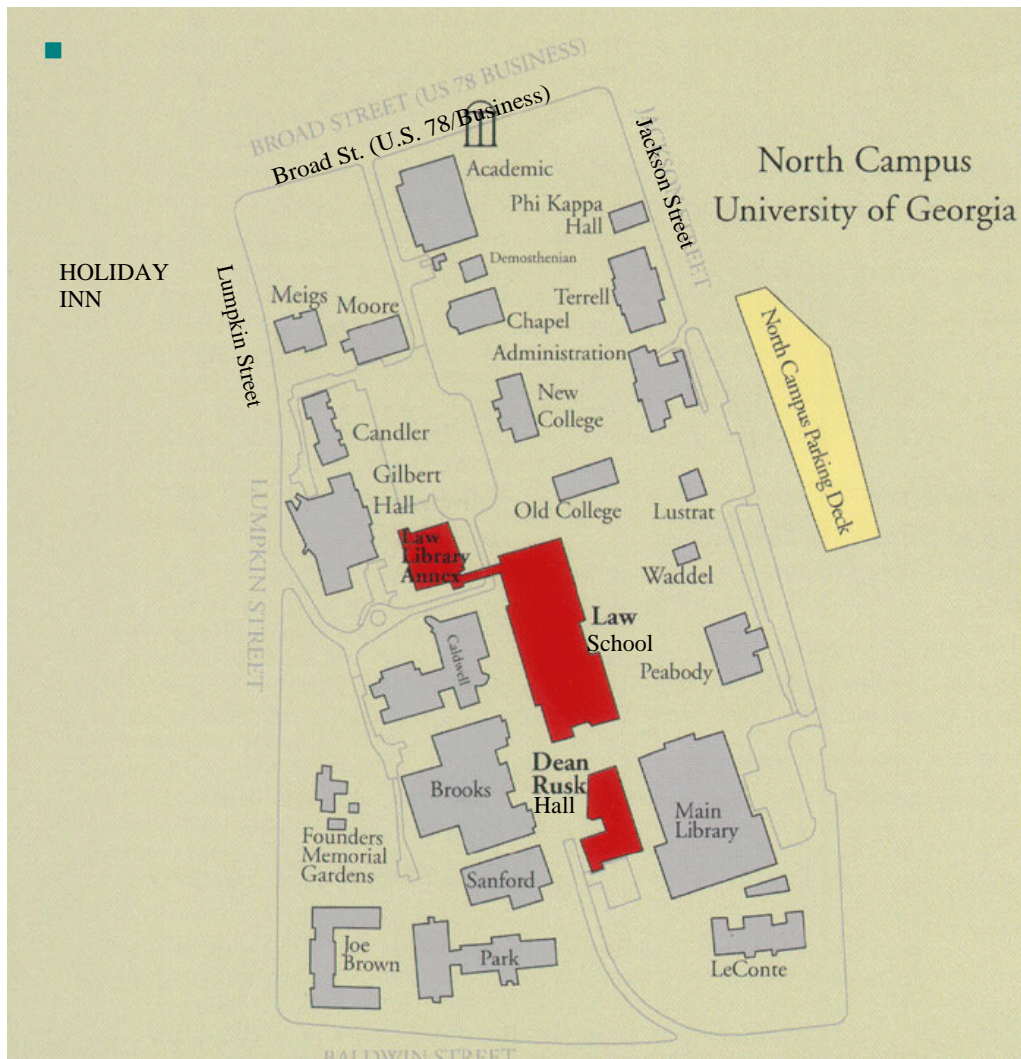 BROAD STREET (US 78 BUSINESS)
Broad St. (U.S. 78/Business)
JACKSON STREET
Jackson Street
North Campus
University of Georgia
Academic
Phi Kappa
Hall
Demosthenian
HOLIDAY
INN
Lumpkin Street
Meigs
Moore
Terrell
Chapel
Administration
North Campus Parking Deck
New
College
Candler
Gilbert
Hall
LUMPKIN STREET
Old College
Lustrat
Law
Library
Annex
Waddel
Law
School
Caldwell
Peabody
Dean
Rusk
Hall
Brooks
Main
Library
Founders
Memorial
Gardens
Sanford
Joe
Brown
Park
LeConte
BALDWIN STREET